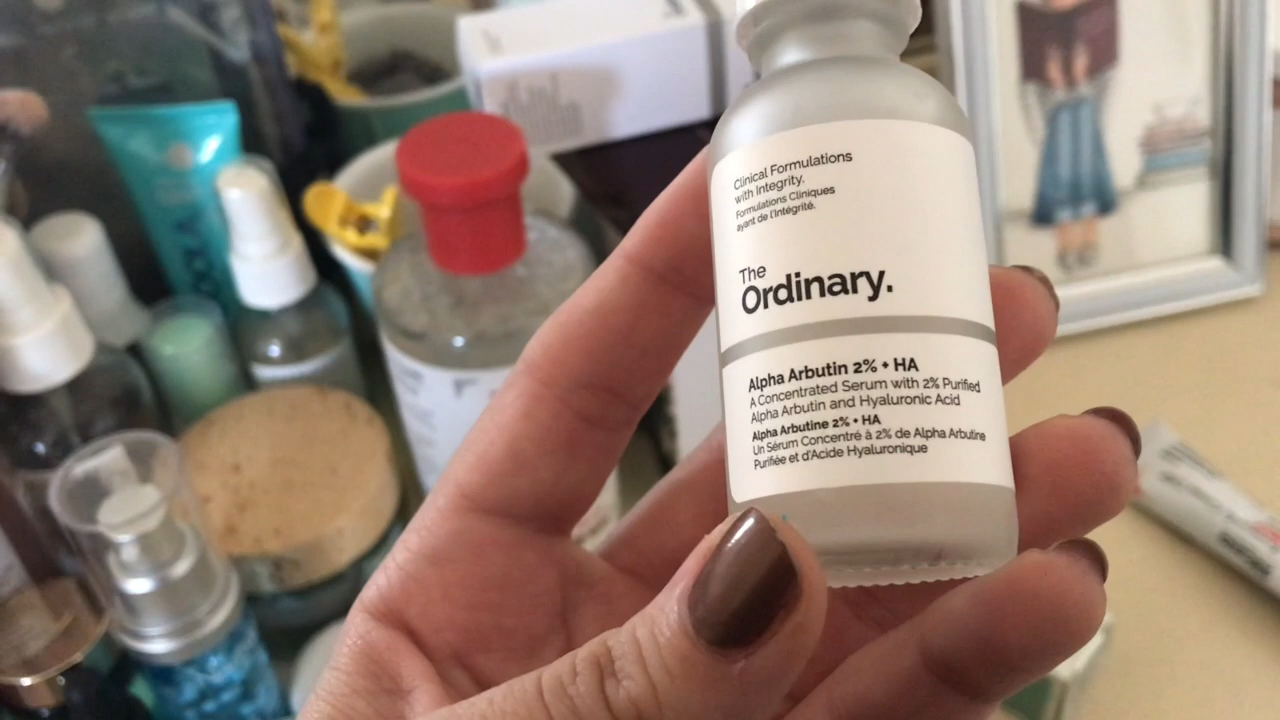 Clinical Formulations
with Integrity.
Formulations Cliniques
ayant de l'Intégrité.
The
Ordinary.
Alpha Arbutin 2% + HA
A Concentrated Serum with 2% Purified
Alpha Arbutin and Hyaluronic Acid
Alpha Arbutine 2% + HA
Un Sérum Concentré à 2% de Alpha Arbutine
Purifiée et d'Acide Hyaluronique